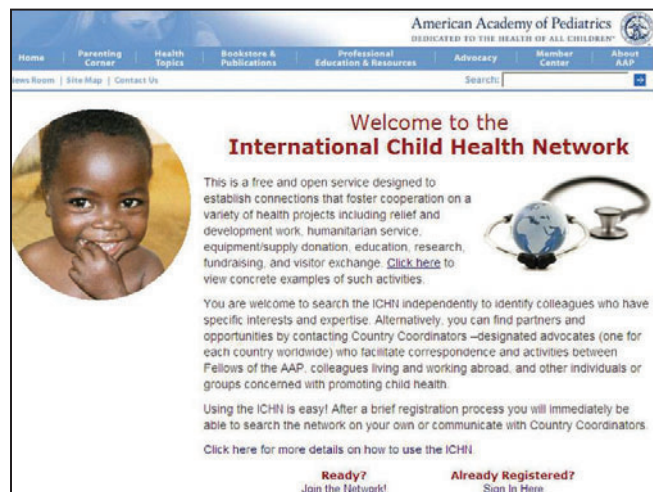 American Academy of Pediatrics
DEDICATED TO THE HEALTH OF ALL CHILDREN
Home Parenting Corner Health Topics Bookstore & Publications Professional Education & Resources Advocacy Member Center About AAP
News Room | Site Map | Contact Us Search:
Welcome to the
International Child Health Network
This is a free and open service designed to
establish connections that foster cooperation on a
variety of health projects including relief and
development work, humanitarian service,
equipment/supply donation, education, research,
fundraising, and visitor exchange. Click here to
view concrete examples of such activities.
You are welcome to search the ICHN independently to identify colleagues who have
specific interests and expertise. Alternatively, you can find partners and
opportunities by contacting Country Coordinators –designated advocates (one for
each country worldwide) who facilitate correspondence and activities between
Fellows of the AAP, colleagues living and working abroad, and other individuals or
groups concerned with promoting child health.
Using the ICHN is easy! After a brief registration process you will immediately be
able to search the network on your own or communicate with Country Coordinators.
Click here for more details on how to use the ICHN.
Ready? Already Registered?
Join the Network! Sign In Here